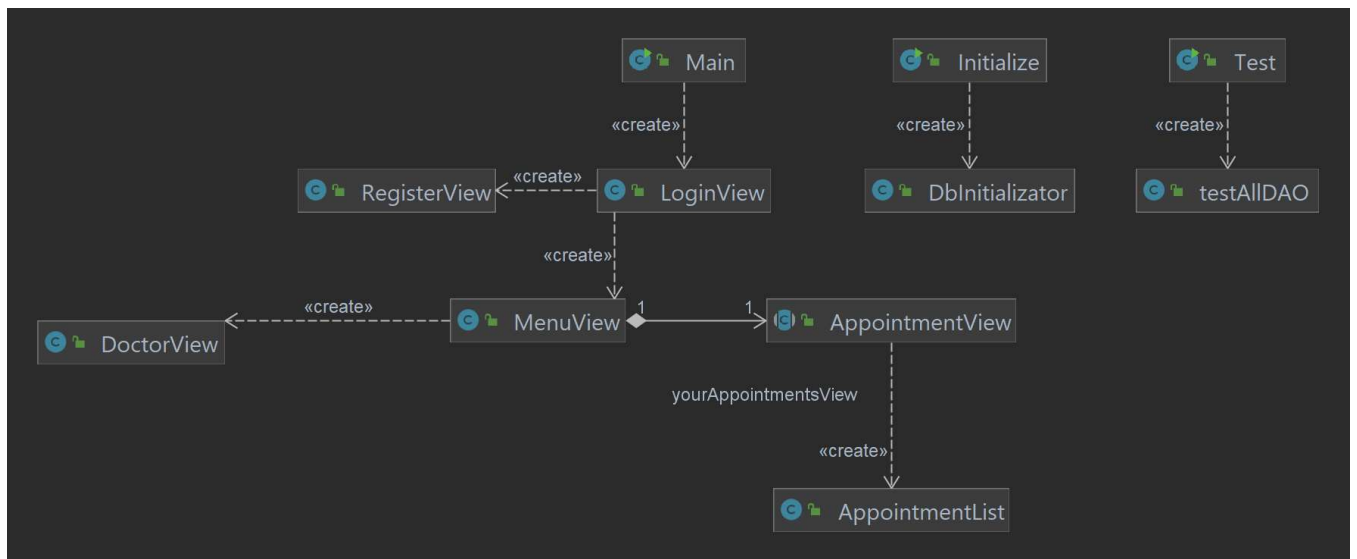 Main
Initialize
Test
«create»
«create»
«create»
RegisterView
«create»
LoginView
DbInitializator
testAllDAO
«create»
DoctorView
«create»
MenuView
1
1
AppointmentView
yourAppointmentsView
«create»
AppointmentList